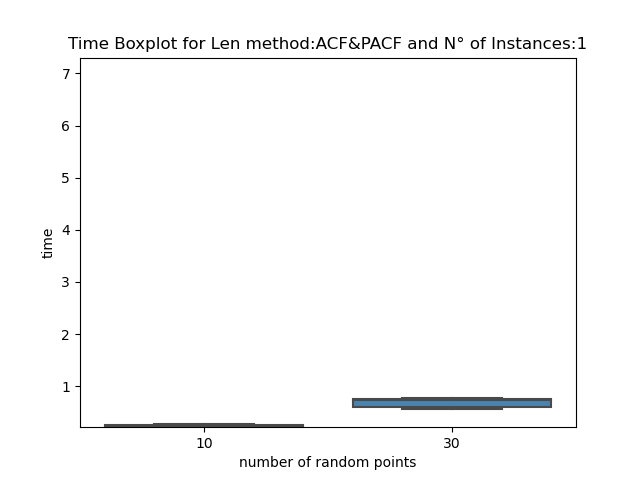 Time Boxplot for Len method:ACF&PACF and N° of Instances:1
7
6
5
4
3
2
1
time
10 30
number of random points